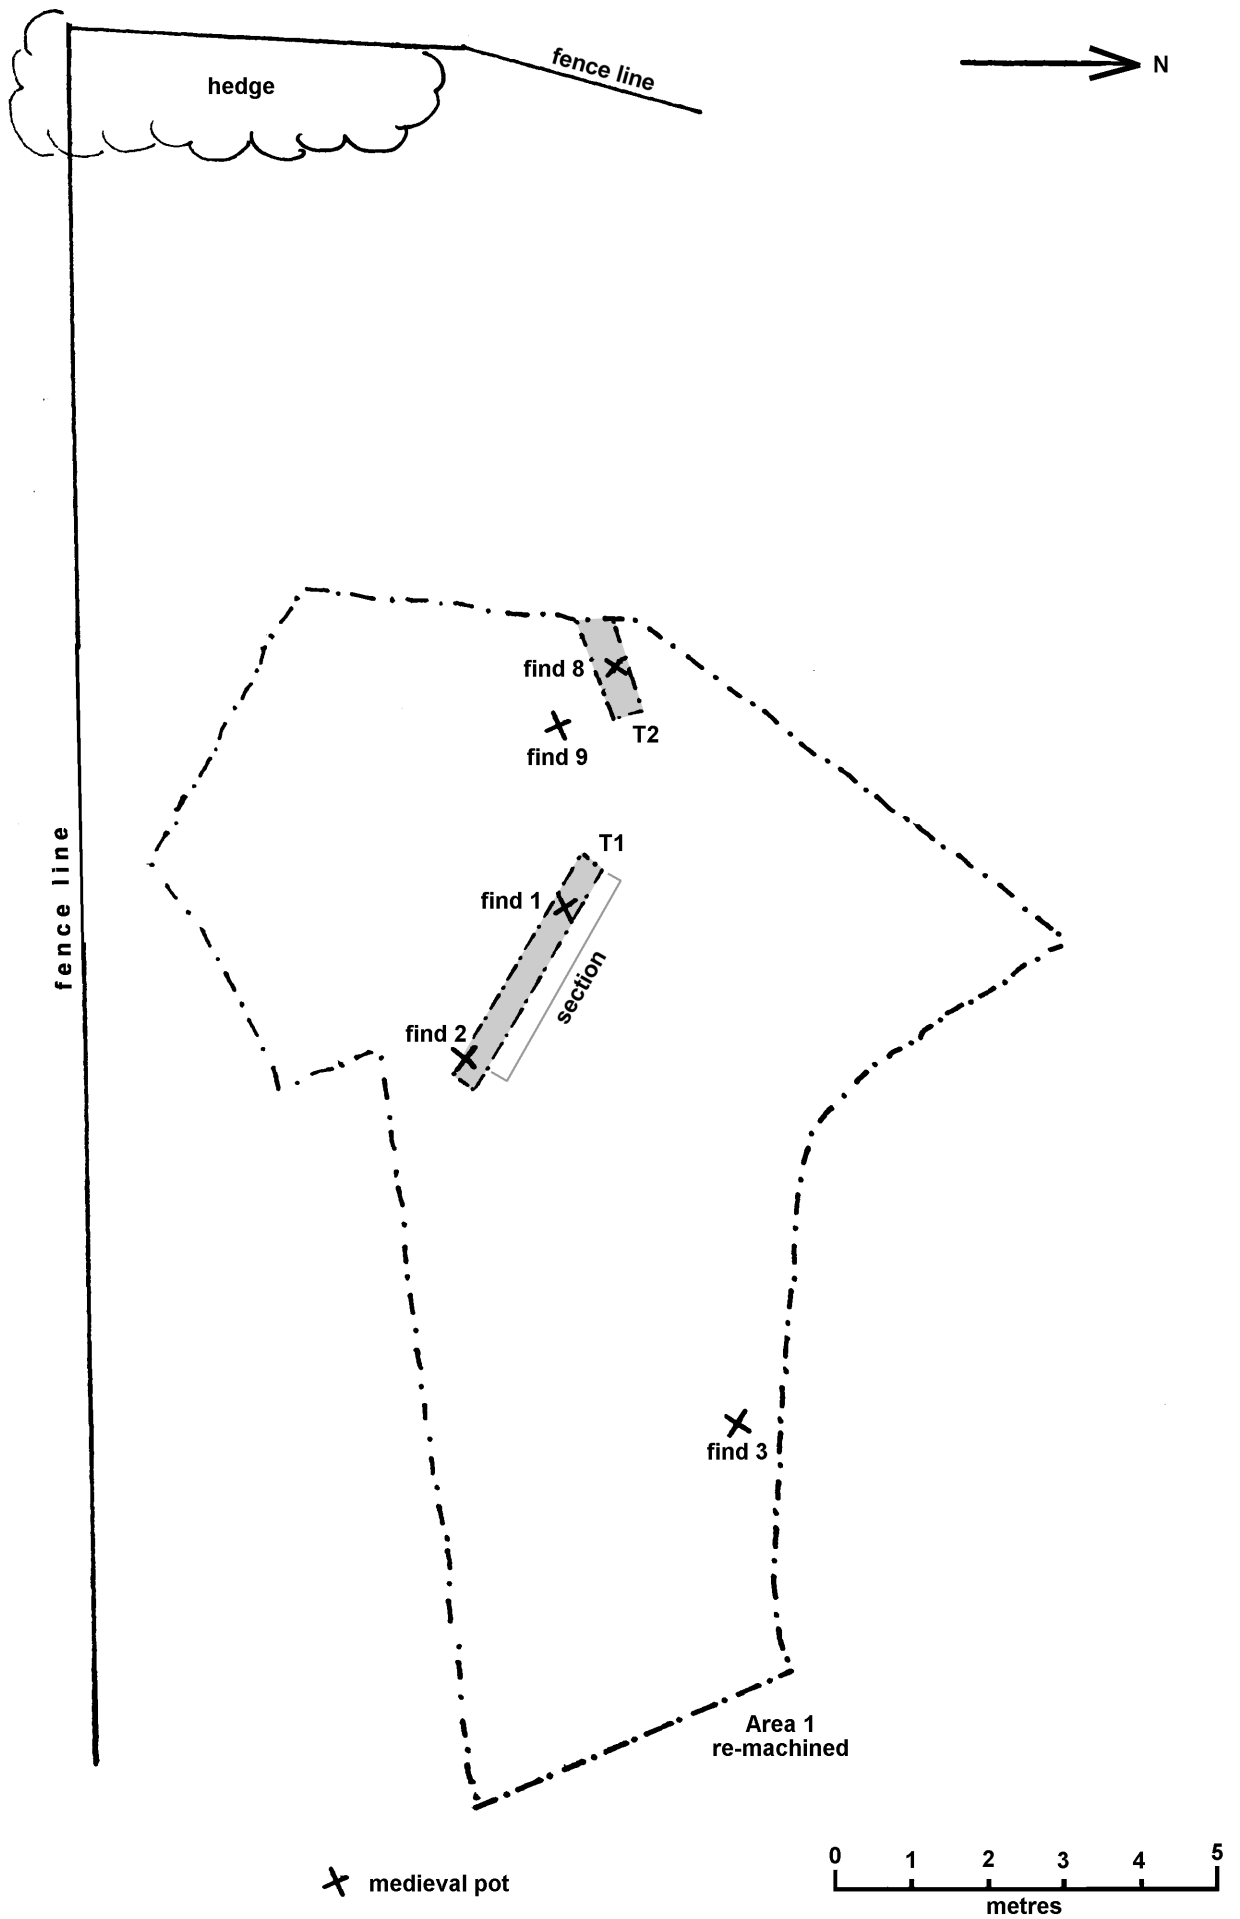 fence line
N
hedge
find 8
T2
find 9
T1
find 1
section
fence line
find 2
find 3
Area 1
re-machined
medieval pot
0 1 2 3 4 5
metres